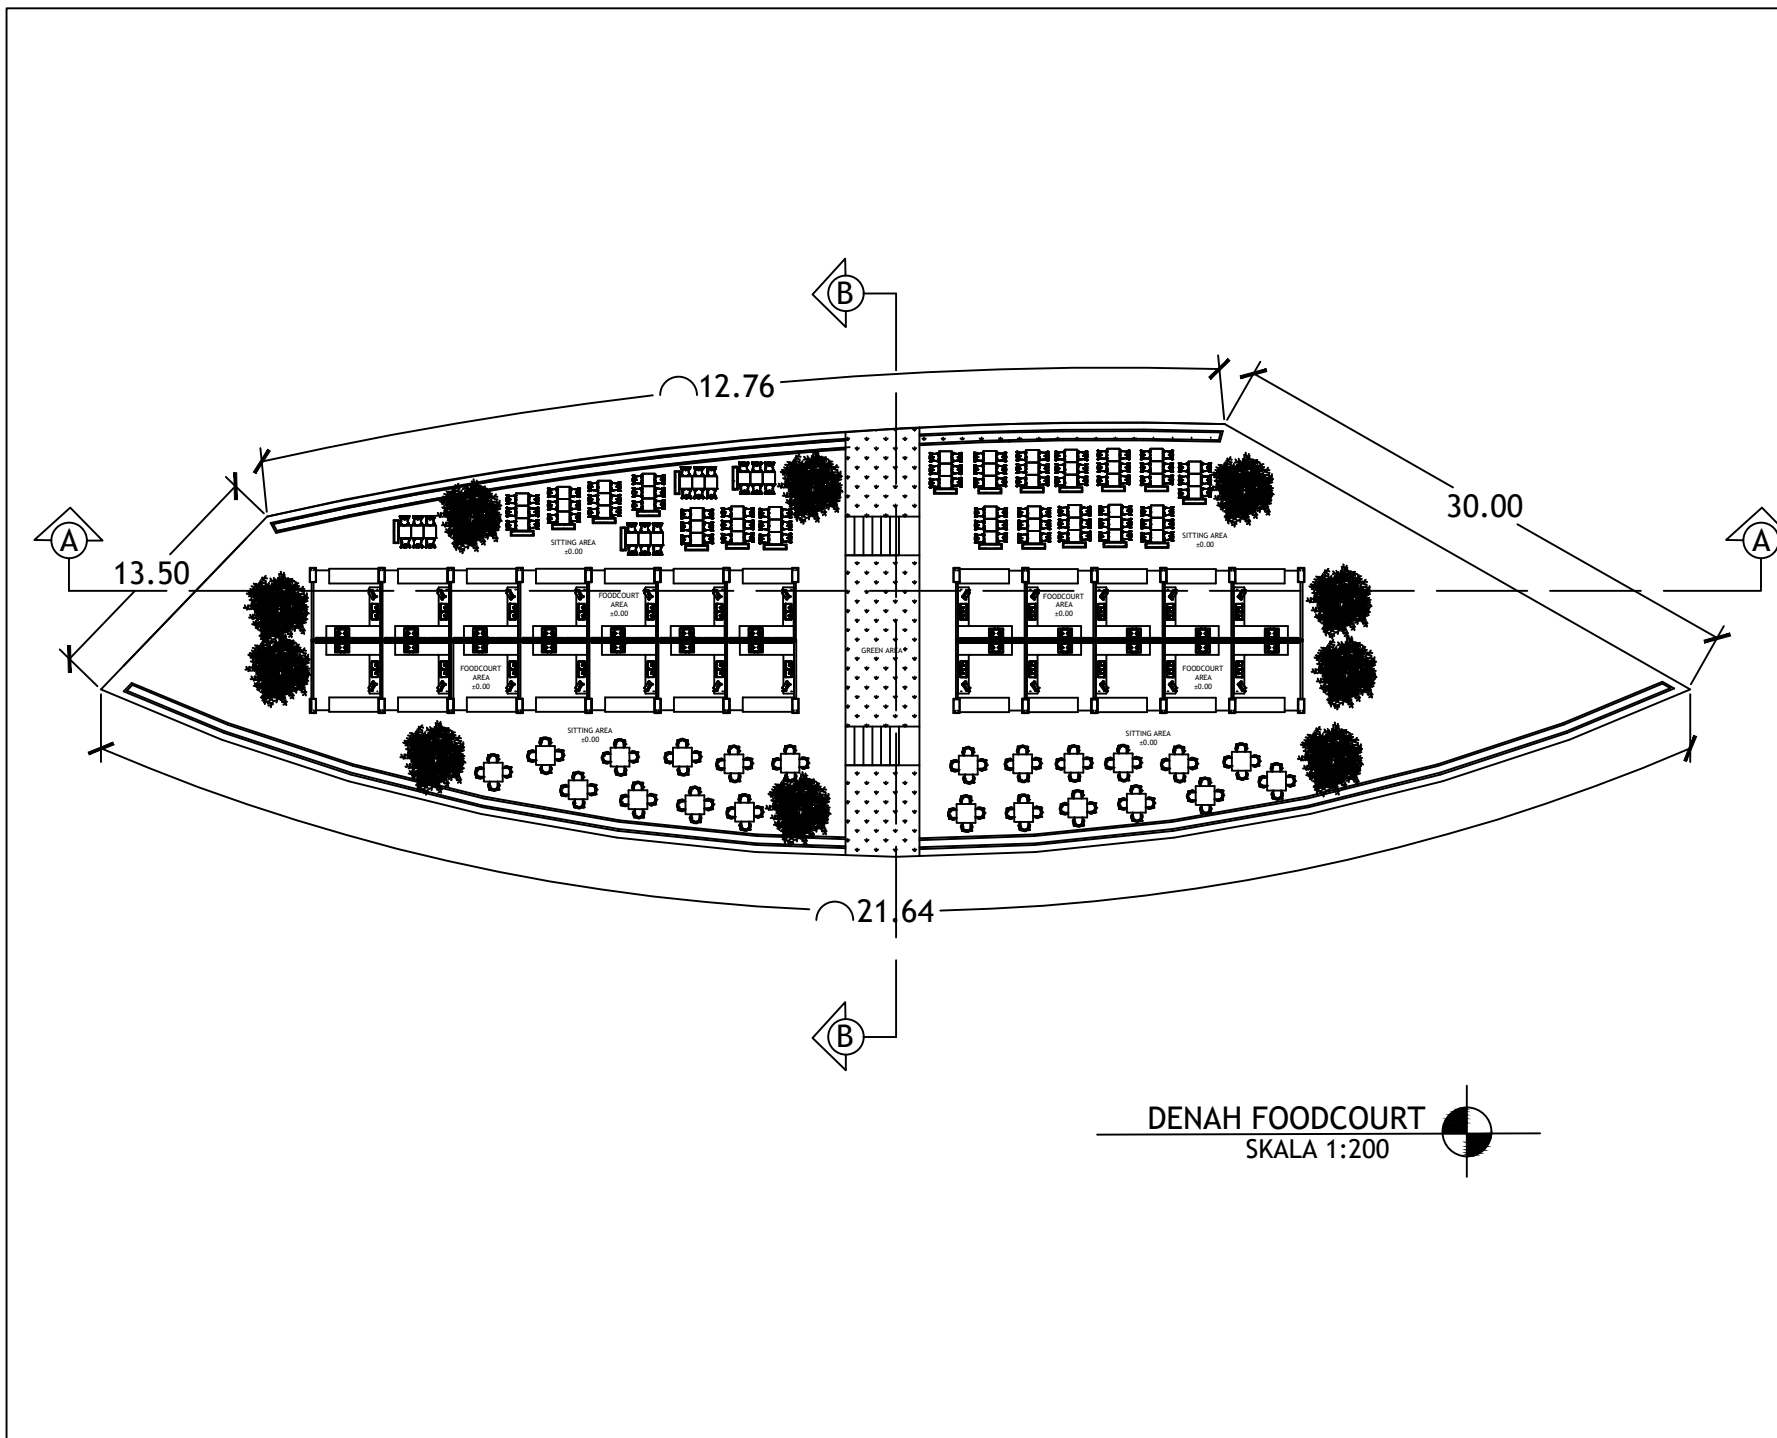 B
12.76
30.00
A
A
13.50
SITTING AREA
±0.00
SITTING AREA
±0.00
FOODCOURT
AREA
±0.00
FOODCOURT
AREA
±0.00
GREEN AREA
FOODCOURT
AREA
±0.00
FOODCOURT
AREA
±0.00
SITTING AREA
±0.00
SITTING AREA
±0.00
21.64
B
DENAH FOODCOURT
SKALA 1:200